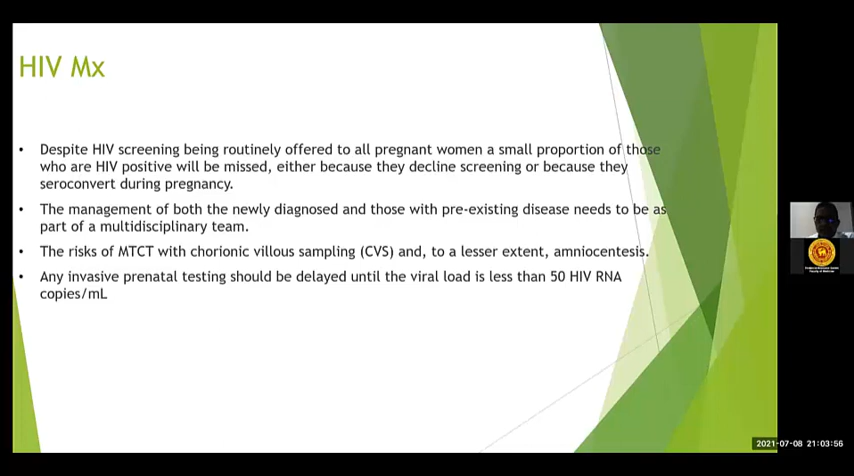 HIV Mx
• Despite HIV screening being routinely offered to all pregnant women a small proportion of those
who are HIV positive will be missed, either because they decline screening or because they
seroconvert during pregnancy.
• The management of both the newly diagnosed and those with pre-existing disease needs to be as
part of a multidisciplinary team.
• The risks of MTCT with chorionic villous sampling (CVS) and, to a lesser extent, amniocentesis.
• Any invasive prenatal testing should be delayed until the viral load is less than 50 HIV RNA
copies/mL
2021-07-08 21:03:56